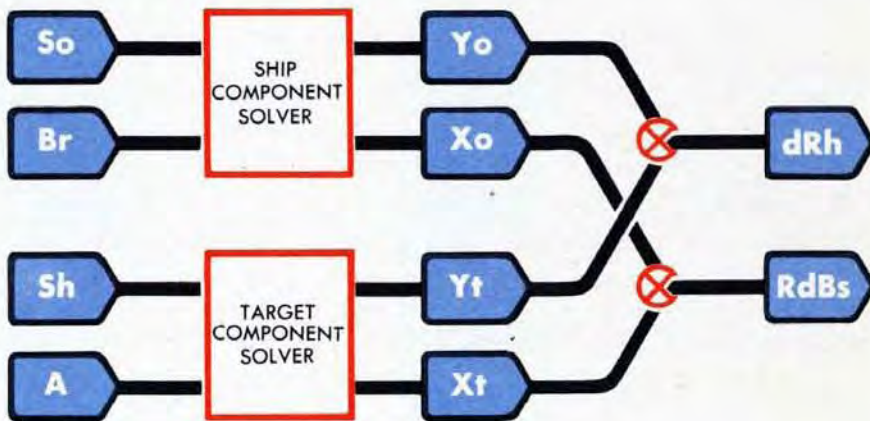 So
Br
SHIP
COMPONENT
SOLVER
Yo
Xo
dRh
Sh
A
TARGET
COMPONENT
SOLVER
Yt
Xt
RdBs